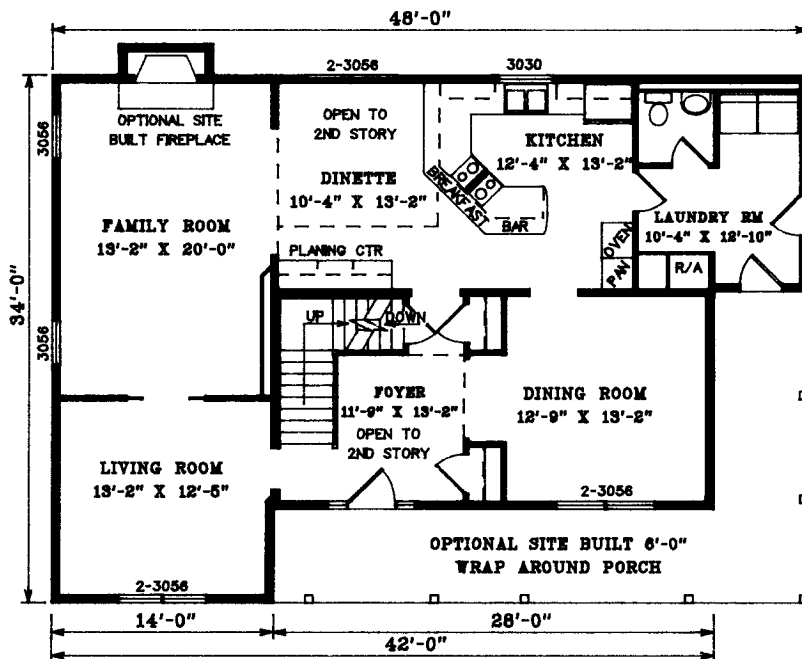 48'-0"
2-3056
3030
OPTIONAL SITE
BUILT FIREPLACE
OPEN TO
2ND STORY
KITCHEN
12'-4" X 13'-2"
3056
DINETTE
10'-4" X 13'-2"
BREAKFAST
BAR
FAMILY ROOM
13'-2" X 20'-0"
LAUNDRY RM
10'-4" X 12'-10"
PLANING CTR
OVEN
PAN
R/A
34'-0"
UP
DOWN
3056
FOYER
11'-9" X 13'-2"
OPEN TO
2ND STORY
DINING ROOM
12'-9" X 13'-2"
LIVING ROOM
13'-2" X 12'-5"
2-3056
OPTIONAL SITE BUILT 6'-0"
WRAP AROUND PORCH
2-3056
14'-0"
28'-0"
42'-0"